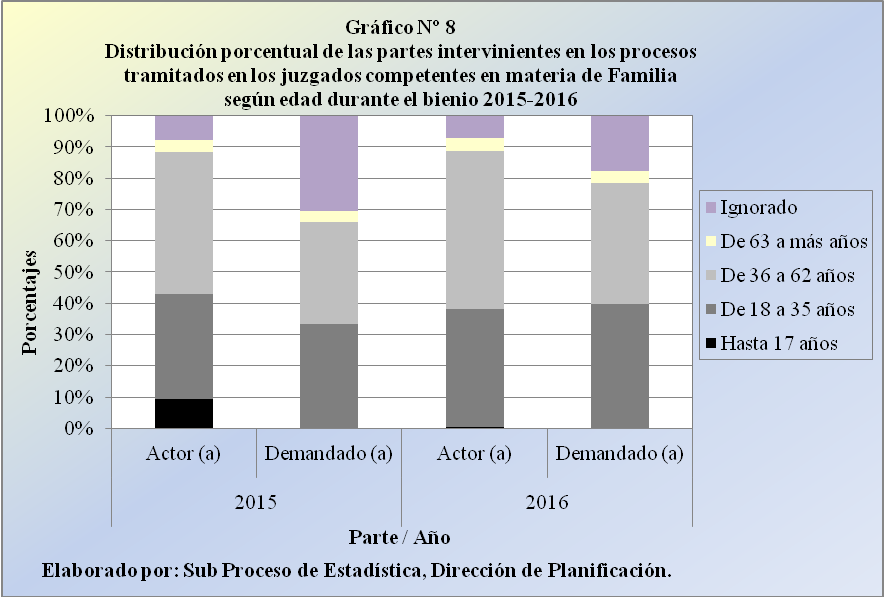 Gráfico Nº 8
Distribución porcentual de las partes intervinientes en los procesos
tramitados en los juzgados competentes en materia de Familia
según edad durante el bienio 2015-2016
100%
90%
80%
70%
60%
50%
40%
30%
20%
10%
0%
Porcentajes
Actor (a) Demandado (a) Actor (a) Demandado (a)
2015 2016
Parte / Año
Ignorado
De 63 a más años
De 36 a 62 años
De 18 a 35 años
Hasta 17 años
Elaborado por: Sub Proceso de Estadística, Dirección de Planificación.